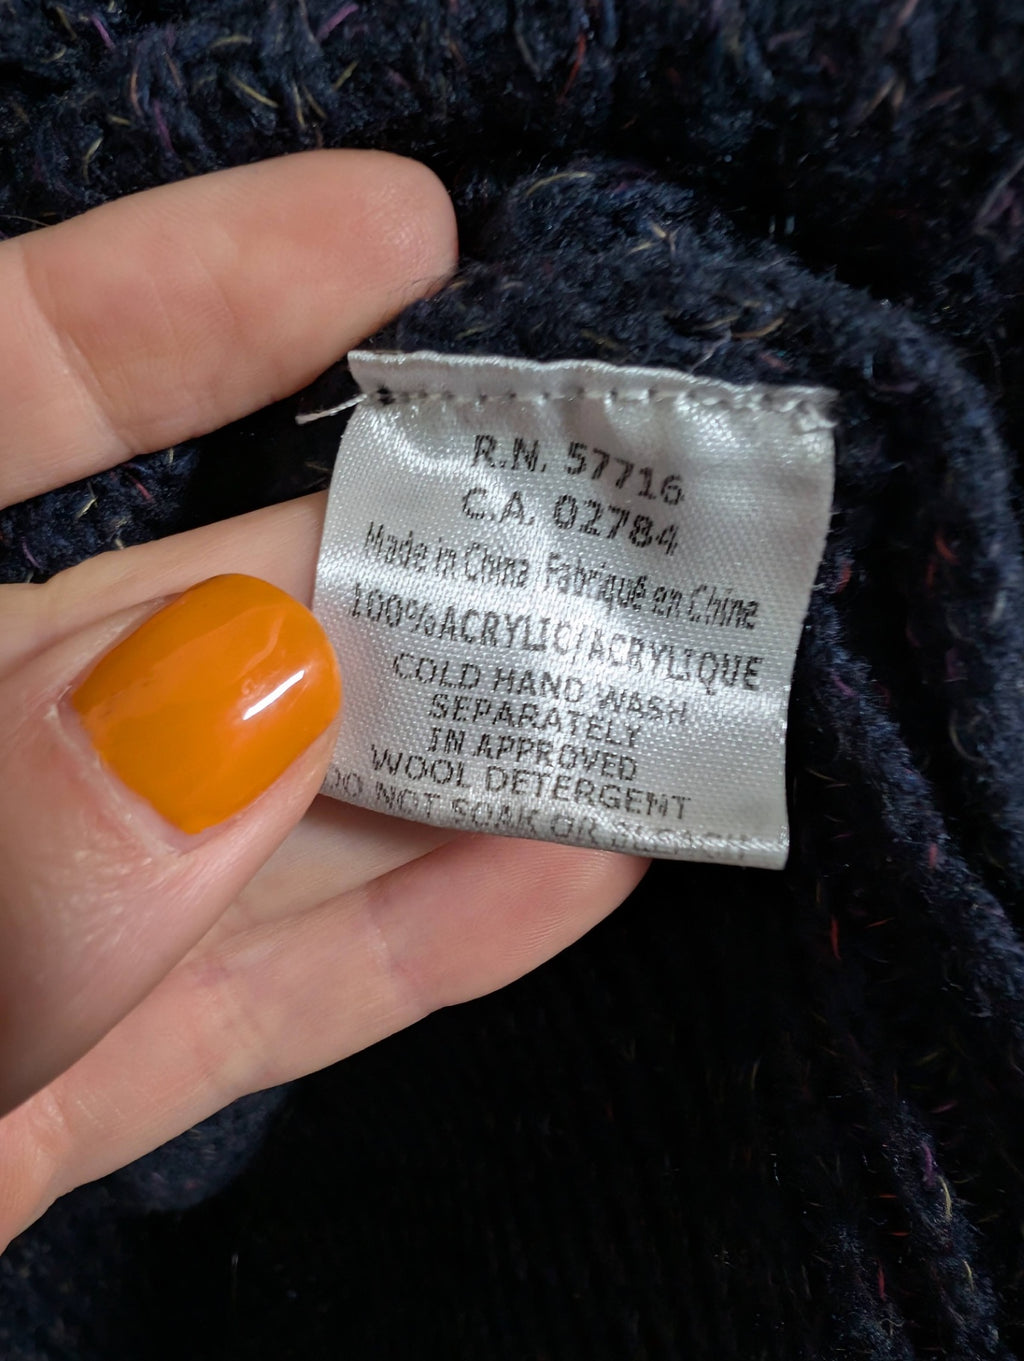 R.N. 57716
C.A. 02784
Made in China Fabriqué en Chine
100%ACRYLIC/ACRYLIQUE
COLD HAND WASH
SEPARATELY
IN APPROVED
WOOL DETERGENT
DO NOT SOAK OR